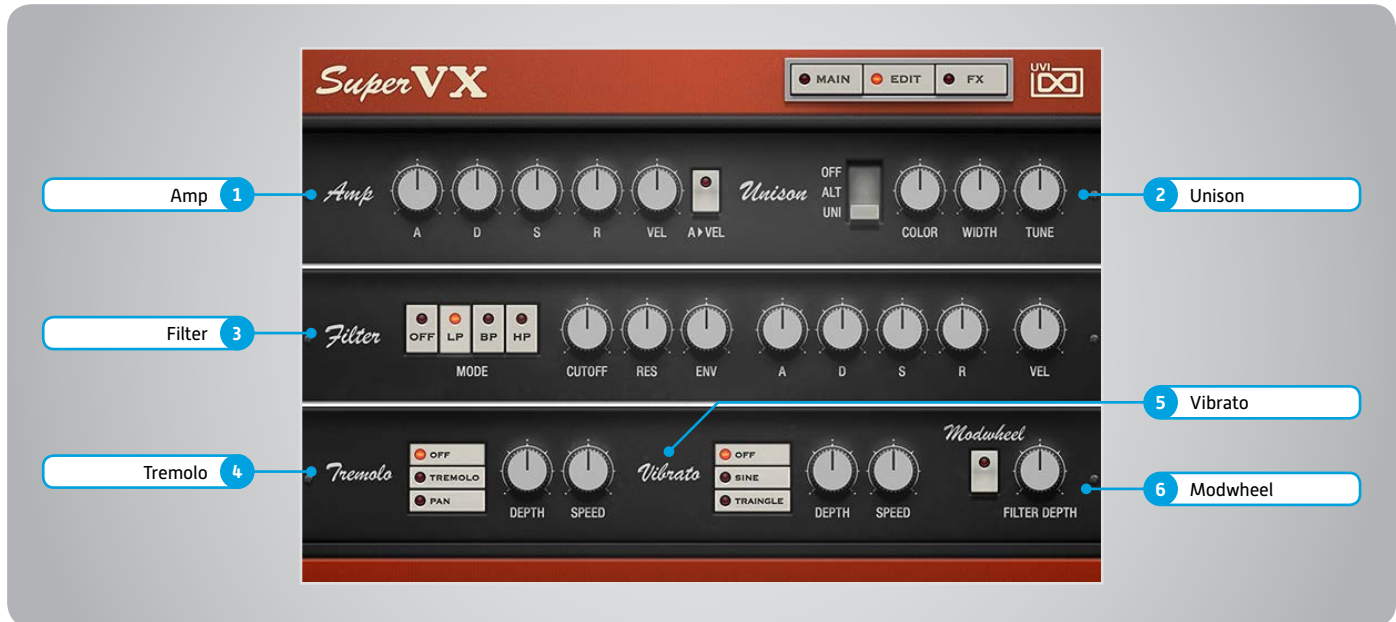 Super VX
MAIN EDIT FX
UVI
Amp 1
Amp
A D S R VEL A▶VEL
Unison
OFF
ALT
UNI
COLOR WIDTH TUNE
2 Unison
Filter 3
Filter
OFF LP BP HP
MODE
CUTOFF RES ENV A D S R VEL
5 Vibrato
Tremolo 4
Tremolo
OFF
TREMOLO
PAN
DEPTH SPEED
Vibrato
OFF
SINE
TRAINGLE
DEPTH SPEED
Modwheel
FILTER DEPTH
6 Modwheel